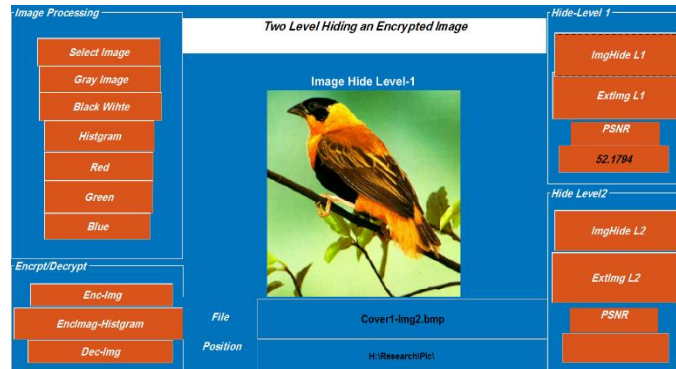 Image Processing
Select Image
Gray Image
Black Wihte
Histgram
Red
Green
Blue
Encrpt/Decrypt
Enc-Img
EncImag-Histgram
Dec-Img
Two Level Hiding an Encrypted Image
Image Hide Level-1
File
Cover1-Img2.bmp
Position
H:\Research\Pic\
Hide-Level 1
ImgHide L1
ExtImg L1
PSNR
52.1794
Hide Level2
ImgHide L2
ExtImg L2
PSNR